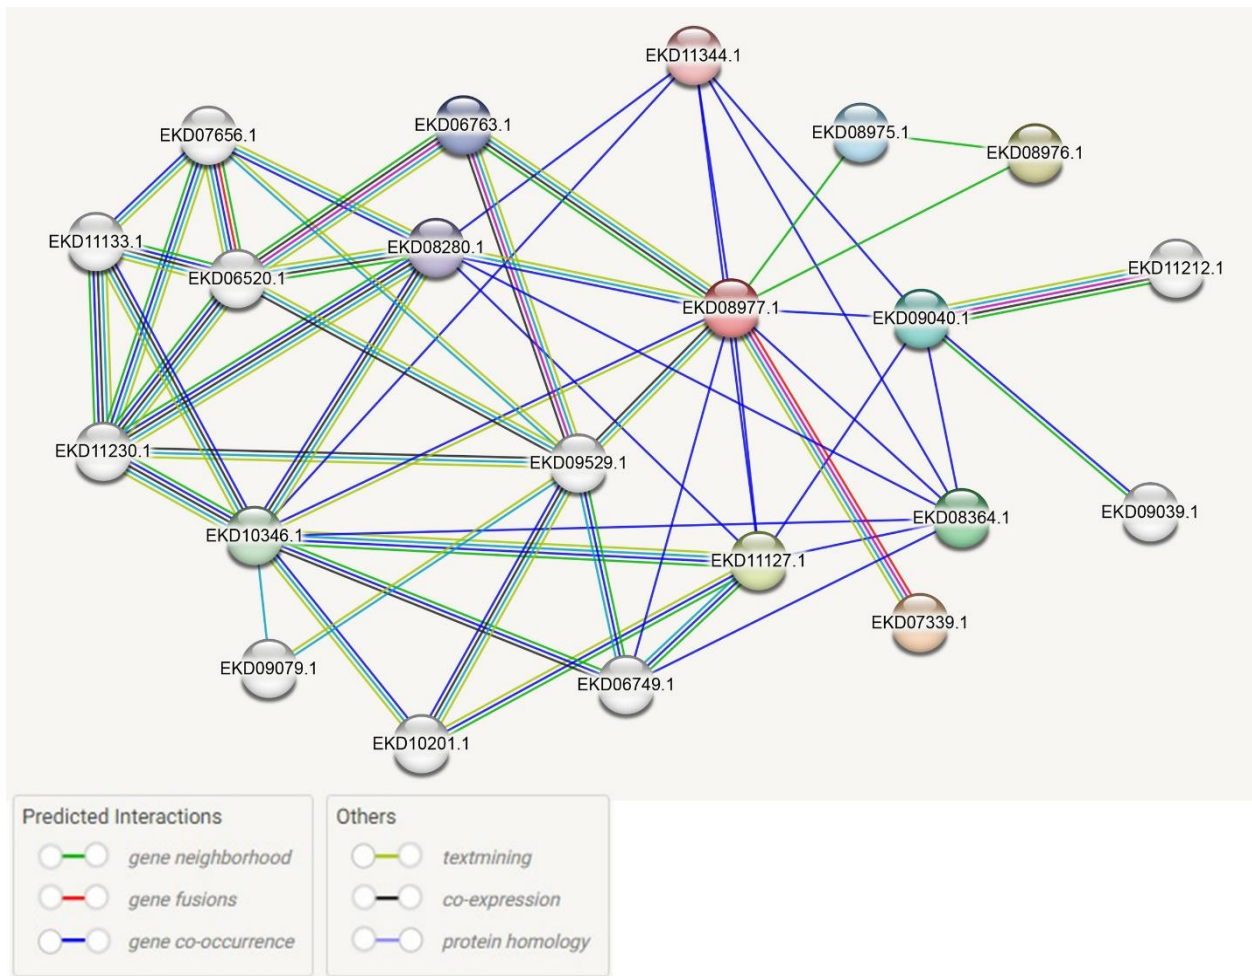 EKD11344.1
EKD07656.1
EKD06763.1
EKD08975.1
EKD08976.1
EKD11133.1
EKD08280.1
EKD06520.1
EKD11212.1
EKD08977.1
EKD09040.1
EKD11230.1
EKD09529.1
EKD09039.1
EKD08364.1
EKD10346.1
EKD11127.1
EKD07339.1
EKD09079.1
EKD06749.1
EKD10201.1
Predicted Interactions
gene neighborhood
gene fusions
gene co-occurrence
Others
textmining
co-expression
protein homology